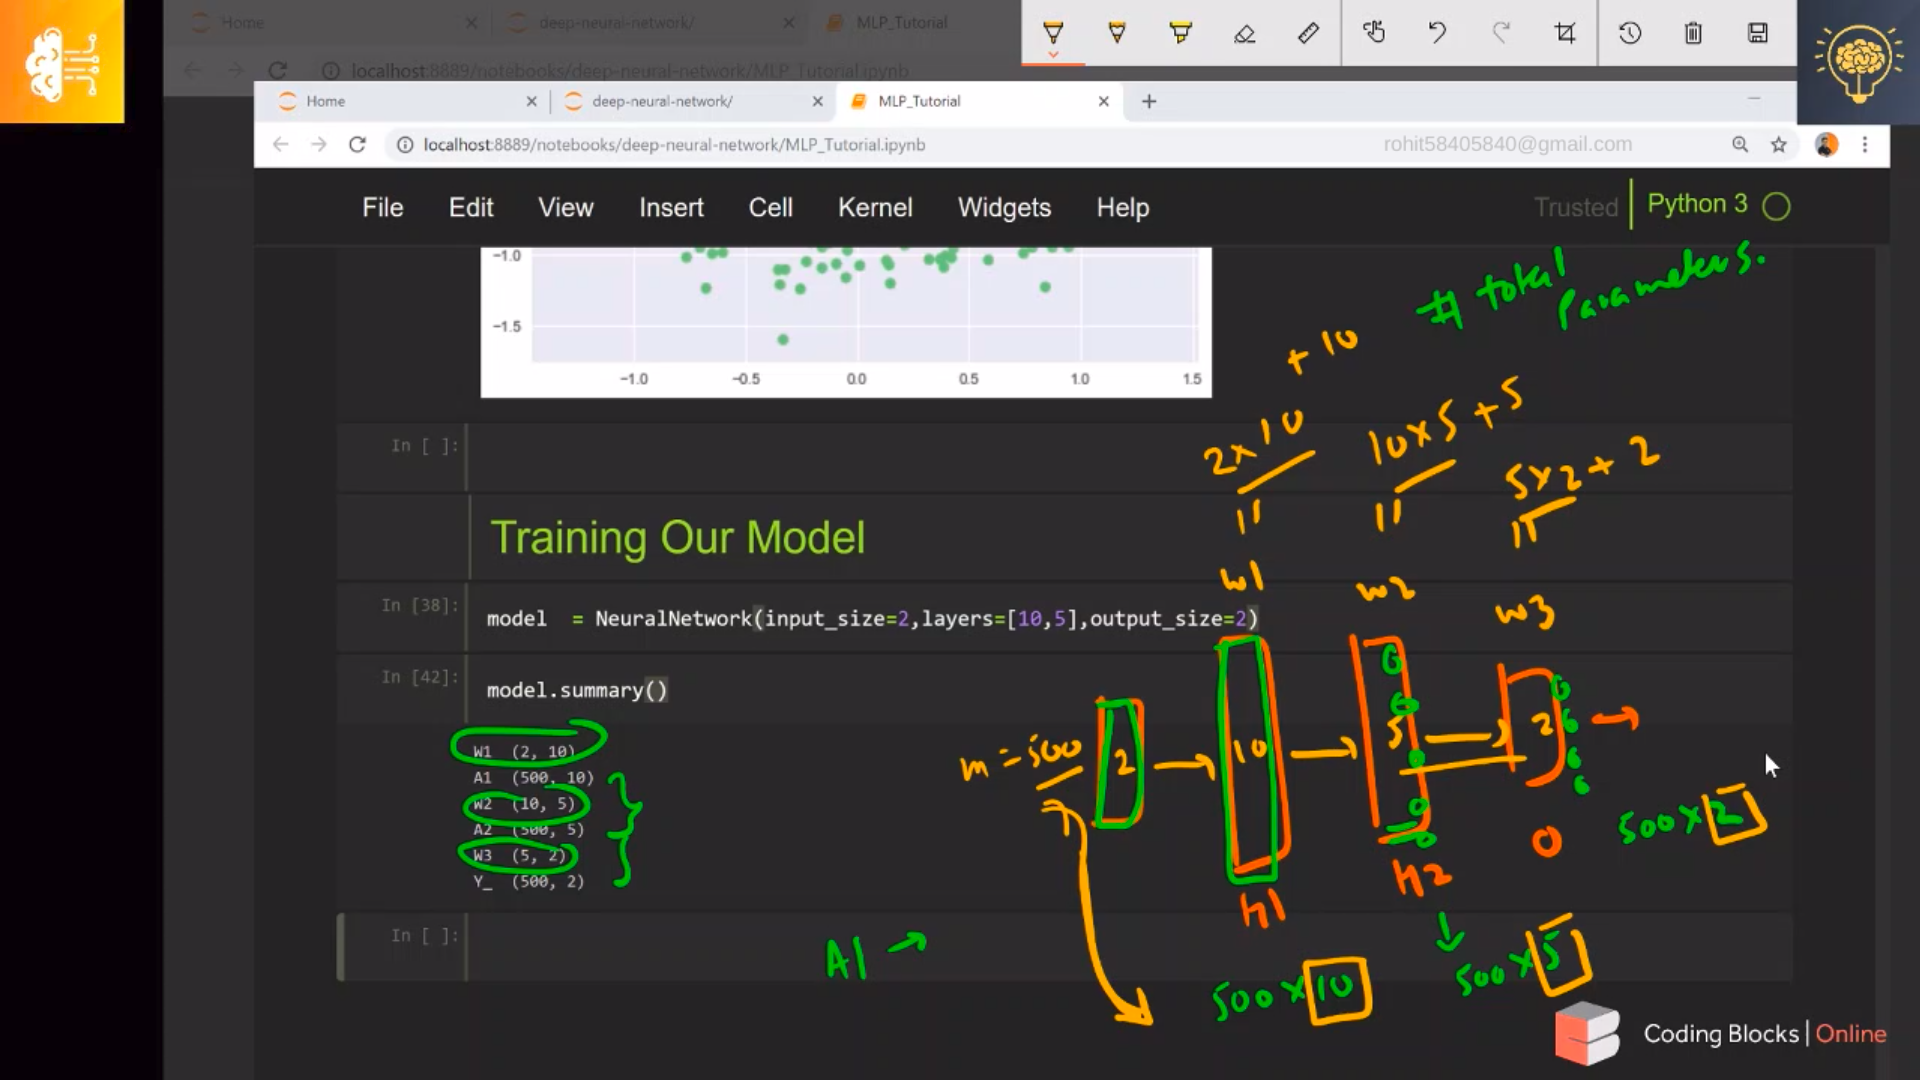 Home
deep-neural-network/
MLP_Tutorial
localhost:8889/notebooks/deep-neural-network/MLP_Tutorial.ipynb
Home
deep-neural-network/
MLP_Tutorial
localhost:8889/notebooks/deep-neural-network/MLP_Tutorial.ipynb
rohit58405840@gmail.com
File Edit View Insert Cell Kernel Widgets Help
Trusted
Python 3
−1.0
−1.5
−1.0 −0.5 0.0 0.5 1.0 1.5
# total
Parameters.
+ 10
2x10
10x5 + 5
5x2 + 2
In [ ]:
Training Our Model
w1
w2
w3
In [38]:
model = NeuralNetwork(input_size=2,layers=[10,5],output_size=2)
In [42]:
model.summary()
W1 (2, 10)
A1 (500, 10)
W2 (10, 5)
A2 (500, 5)
W3 (5, 2)
Y_ (500, 2)
m = 500
2
10
5
2
500 x 2
O
h2
h1
In [ ]:
A1 →
500 x 10
500 x 5
Coding Blocks | Online